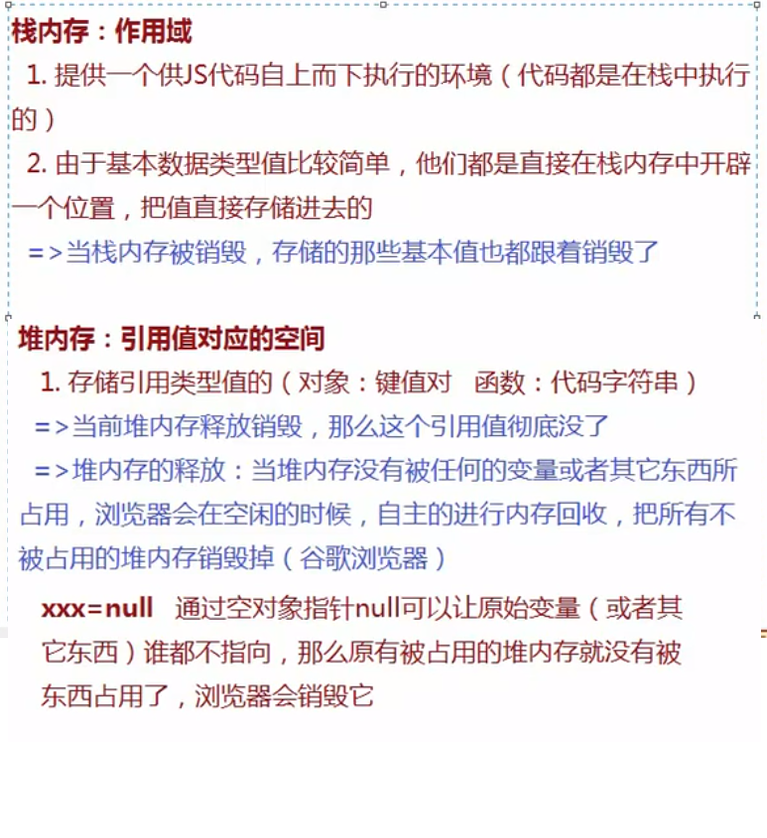 栈内存：作用域
1. 提供一个供JS代码自上而下执行的环境（代码都是在栈中执行
的）
2. 由于基本数据类型值比较简单，他们都是直接在栈内存中开辟
一个位置，把值直接存储进去的
=>当栈内存被销毁，存储的那些基本值也都跟着销毁了
堆内存：引用值对应的空间
1. 存储引用类型值的（对象：键值对 函数：代码字符串）
=>当前堆内存释放销毁，那么这个引用值彻底没了
=>堆内存的释放：当堆内存没有被任何的变量或者其它东西所
占用，浏览器会在空闲的时候，自主的进行内存回收，把所有不
被占用的堆内存销毁掉（谷歌浏览器）
xxx=null 通过空对象指针null可以让原始变量（或者其
它东西）谁都不指向，那么原有被占用的堆内存就没有被
东西占用了，浏览器会销毁它